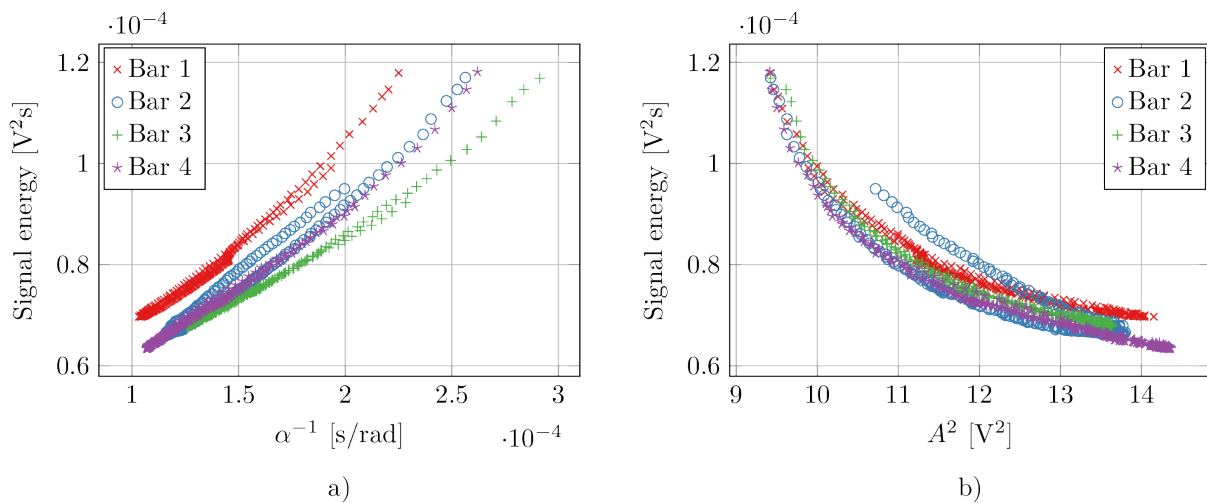 ·10⁻⁴
1.2
1
0.8
0.6
Signal energy [V²s]
Bar 1
Bar 2
Bar 3
Bar 4
1
1.5
2
2.5
3
α⁻¹ [s/rad]
·10⁻⁴
a)
·10⁻⁴
1.2
1
0.8
0.6
Signal energy [V²s]
Bar 1
Bar 2
Bar 3
Bar 4
9
10
11
12
13
14
A² [V²]
b)